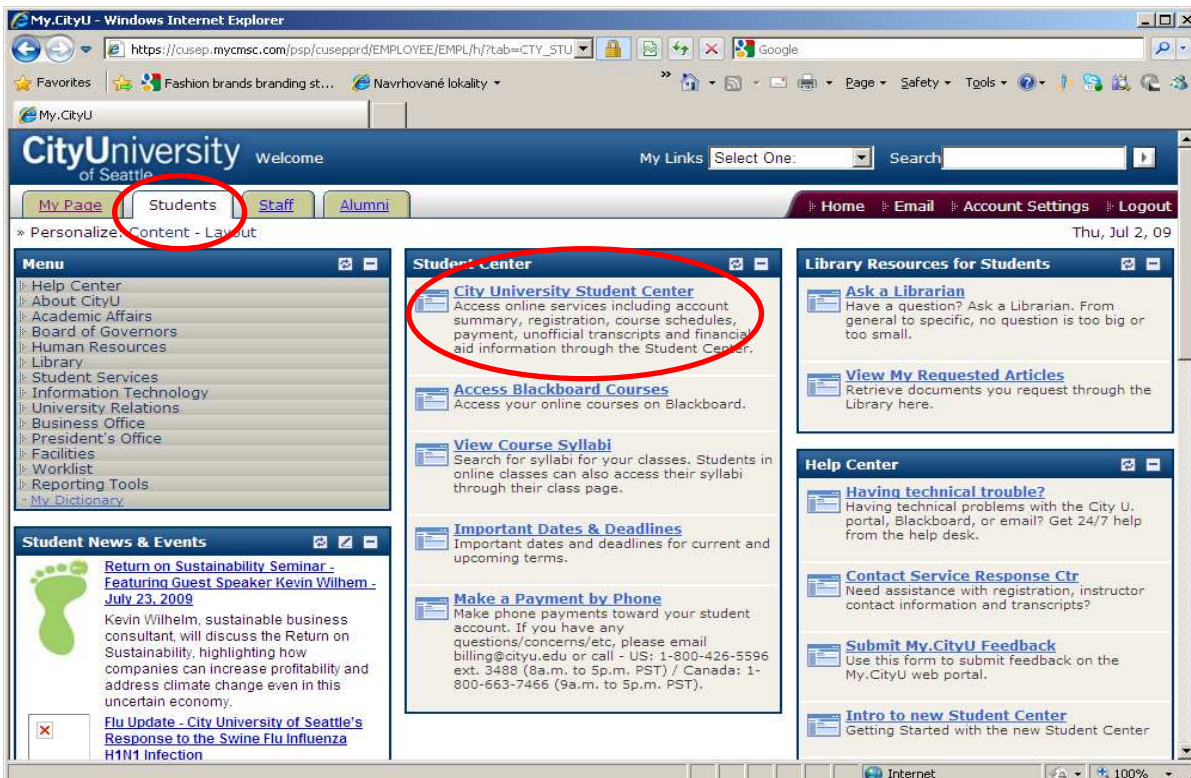 My.CityU - Windows Internet Explorer
https://cusep.mycmsc.com/psp/cusepprd/EMPLOYEE/EMPL/h/?tab=CTY_STU
Google
Favorites
Fashion brands branding st...
Navrhované lokality
»
Page
Safety
Tools
My.CityU
CityUniversity
of Seattle
Welcome
My Links
Select One:
Search
My Page
Students
Staff
Alumni
Home
Email
Account Settings
Logout
» Personalize: Content - Layout
Thu, Jul 2, 09
Menu
Help Center
About CityU
Academic Affairs
Board of Governors
Human Resources
Library
Student Services
Information Technology
University Relations
Business Office
President's Office
Facilities
Worklist
Reporting Tools
- My Dictionary
Student News & Events
Return on Sustainability Seminar -
Featuring Guest Speaker Kevin Wilhem -
July 23, 2009
Kevin Wilhelm, sustainable business
consultant, will discuss the Return on
Sustainability, highlighting how
companies can increase profitability and
address climate change even in this
uncertain economy.
Flu Update - City University of Seattle's
Response to the Swine Flu Influenza
H1N1 Infection
Student Center
City University Student Center
Access online services including account
summary, registration, course schedules,
payment, unofficial transcripts and financial
aid information through the Student Center.
Access Blackboard Courses
Access your online courses on Blackboard.
View Course Syllabi
Search for syllabi for your classes. Students in
online classes can also access their syllabi
through their class page.
Important Dates & Deadlines
Important dates and deadlines for current and
upcoming terms.
Make a Payment by Phone
Make phone payments toward your student
account. If you have any
questions/concerns/etc, please email
billing@cityu.edu or call - US: 1-800-426-5596
ext. 3488 (8a.m. to 5p.m. PST) / Canada: 1-
800-663-7466 (9a.m. to 5p.m. PST).
Library Resources for Students
Ask a Librarian
Have a question? Ask a Librarian. From
general to specific, no question is too big or
too small.
View My Requested Articles
Retrieve documents you request through the
Library here.
Help Center
Having technical trouble?
Having technical problems with the City U.
portal, Blackboard, or email? Get 24/7 help
from the help desk.
Contact Service Response Ctr
Need assistance with registration, instructor
contact information and transcripts?
Submit My.CityU Feedback
Use this form to submit feedback on the
My.CityU web portal.
Intro to new Student Center
Getting Started with the new Student Center
Internet
100%